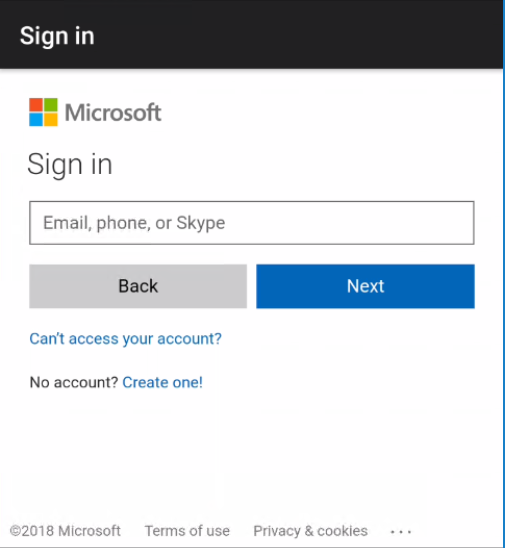 Sign in
Microsoft
Sign in
Email, phone, or Skype
Back Next
Can't access your account?
No account? Create one!
©2018 Microsoft Terms of use Privacy & cookies ...